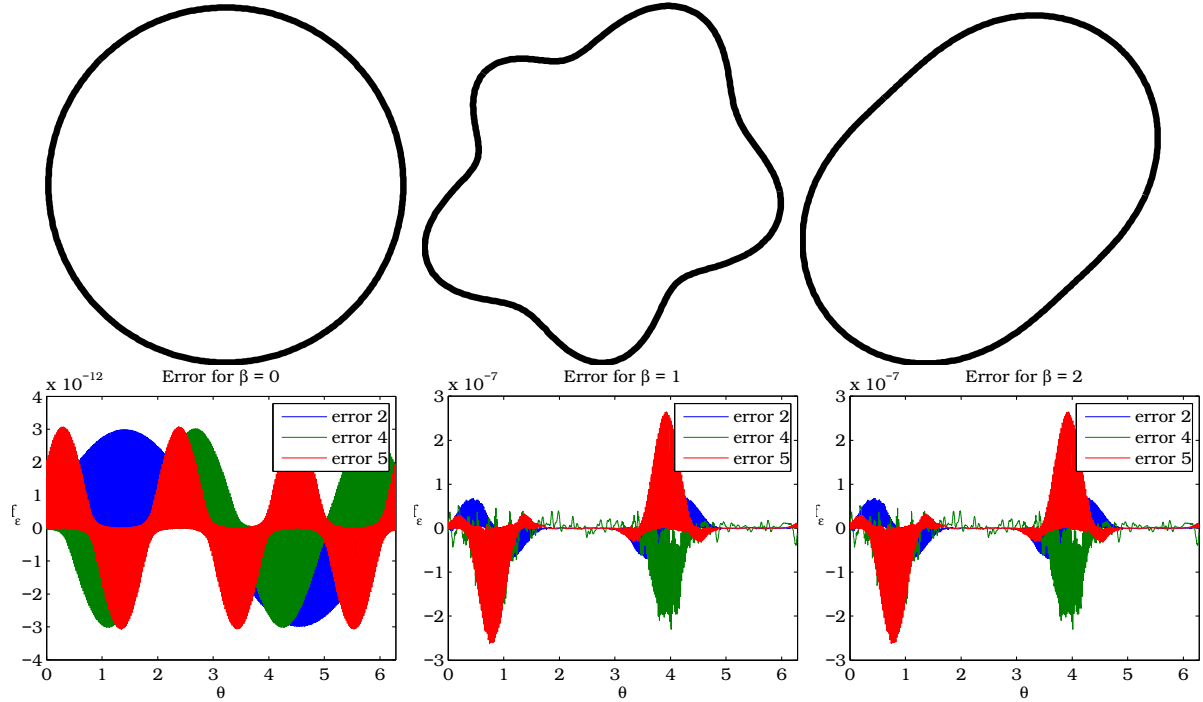 Error for β = 0
x 10⁻¹²
4
3
2
1
0
−1
−2
−3
−4
0 1 2 3 4 5 6
θ
error 2
error 4
error 5
Error for β = 1
x 10⁻⁷
3
2
1
0
−1
−2
−3
0 1 2 3 4 5 6
θ
error 2
error 4
error 5
Error for β = 2
x 10⁻⁷
3
2
1
0
−1
−2
−3
0 1 2 3 4 5 6
θ
error 2
error 4
error 5